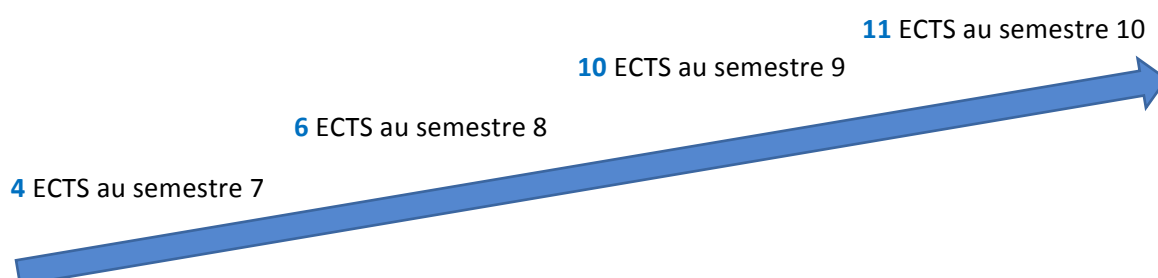 11 ECTS au semestre 10
10 ECTS au semestre 9
6 ECTS au semestre 8
4 ECTS au semestre 7